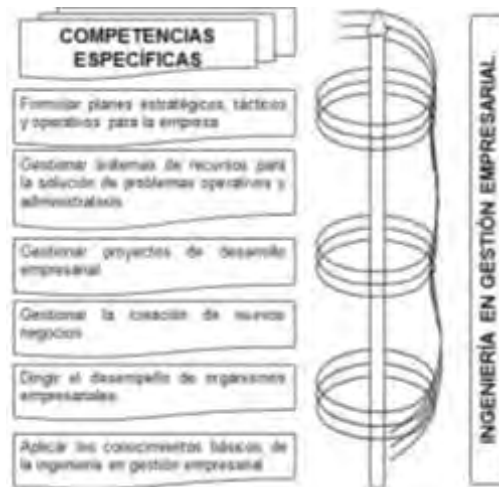 COMPETENCIAS
ESPECÍFICAS
Formular planes estratégicos, tácticos
y operativos para la empresa
Gestionar sistemas de recursos para
la solución de problemas operativos y
administrativos
Gestionar proyectos de desarrollo
empresarial
Gestionar la creación de nuevos
negocios
Dirigir el desempeño de organismos
empresariales
Aplicar los conocimientos básicos de
la ingeniería en gestión empresarial
INGENIERÍA EN GESTIÓN EMPRESARIAL